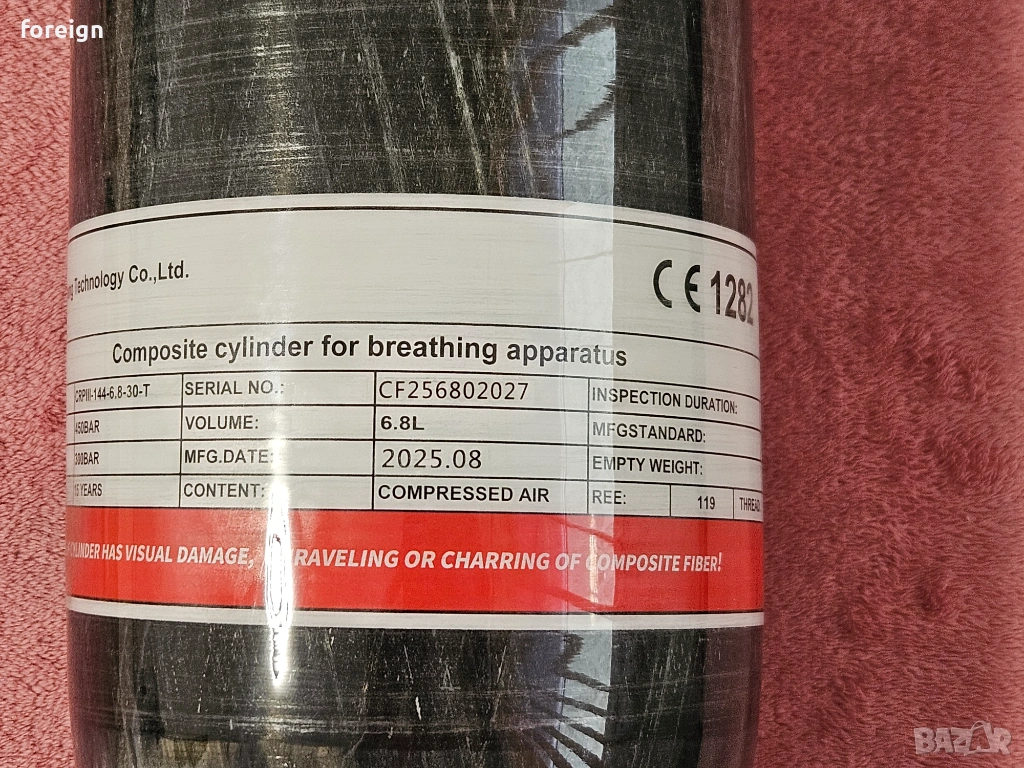 foreign
Technology Co.,Ltd.
CE 1282
Composite cylinder for breathing apparatus
CRPIII-144-6.8-30-T SERIAL NO.: CF256802027 INSPECTION DURATION:
450BAR VOLUME: 6.8L MFGSTANDARD:
300BAR MFG.DATE: 2025.08 EMPTY WEIGHT:
15 YEARS CONTENT: COMPRESSED AIR REE: 119 THREAD
CYLINDER HAS VISUAL DAMAGE, RAVELING OR CHARRING OF COMPOSITE FIBER!
BAZAR